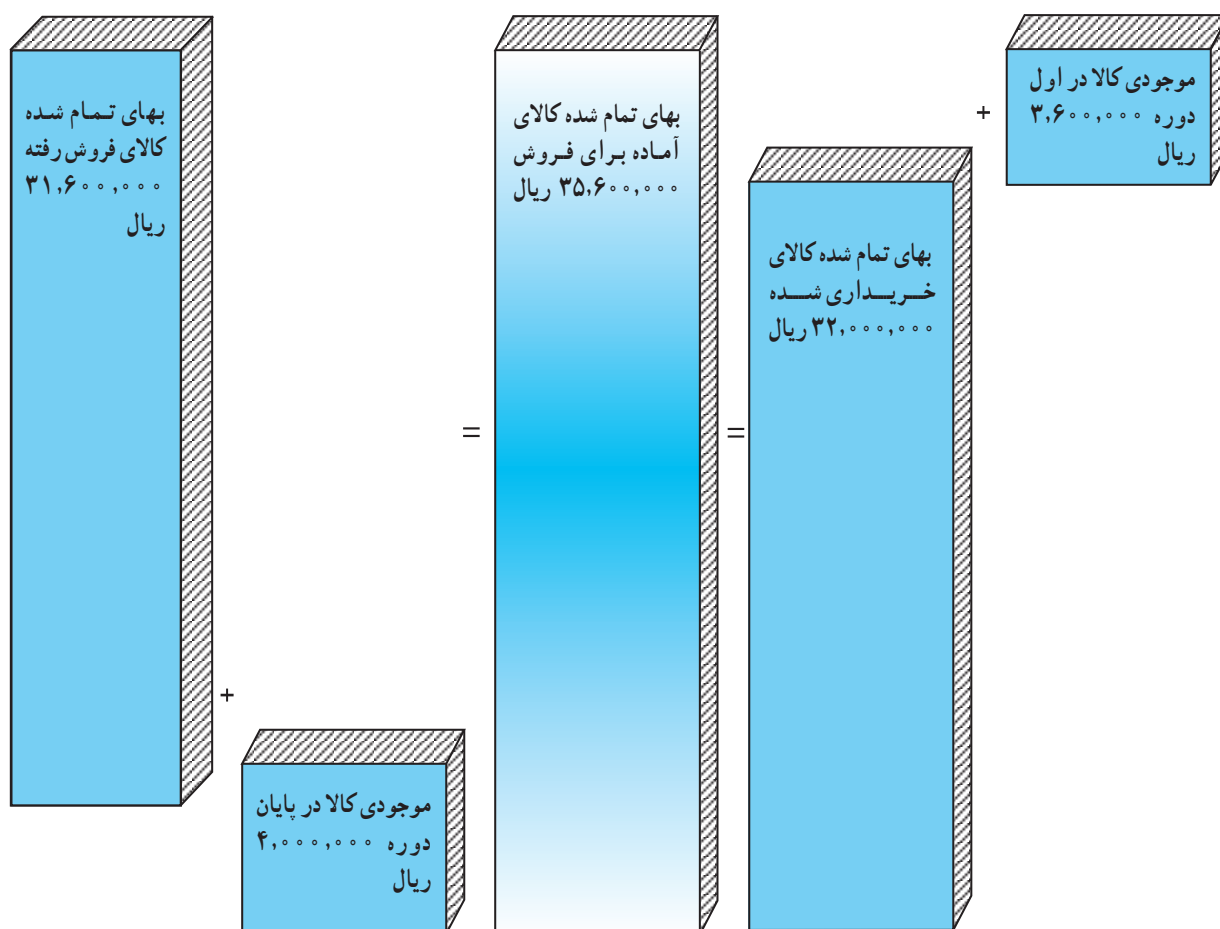 موجودی کالا در اول
دوره ۳,۶۰۰,۰۰۰
ریال
+
بهای تمام شده کالای
خریداری شده
۳۲,۰۰۰,۰۰۰ ریال
=
بهای تمام شده کالای
آماده برای فروش
۳۵,۶۰۰,۰۰۰ ریال
=
موجودی کالا در پایان
دوره ۴,۰۰۰,۰۰۰
ریال
+
بهای تمام شده
کالای فروش رفته
۳۱,۶۰۰,۰۰۰
ریال